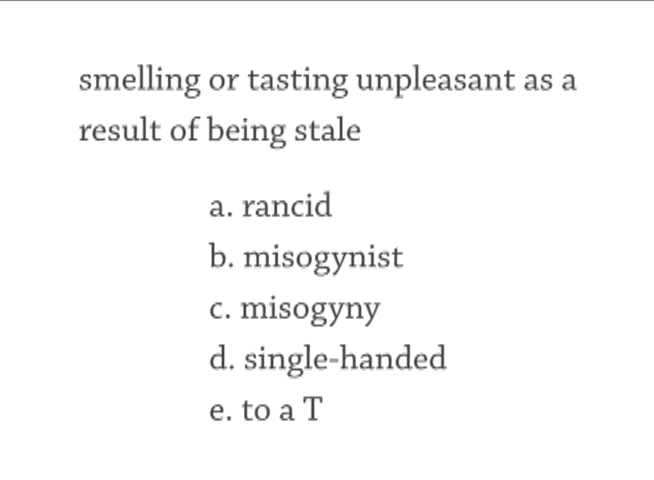 smelling or tasting unpleasant as a
result of being stale
a. rancid
b. misogynist
c. misogyny
d. single-handed
e. to a T